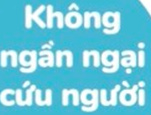 Không
ngần ngại
cứu người